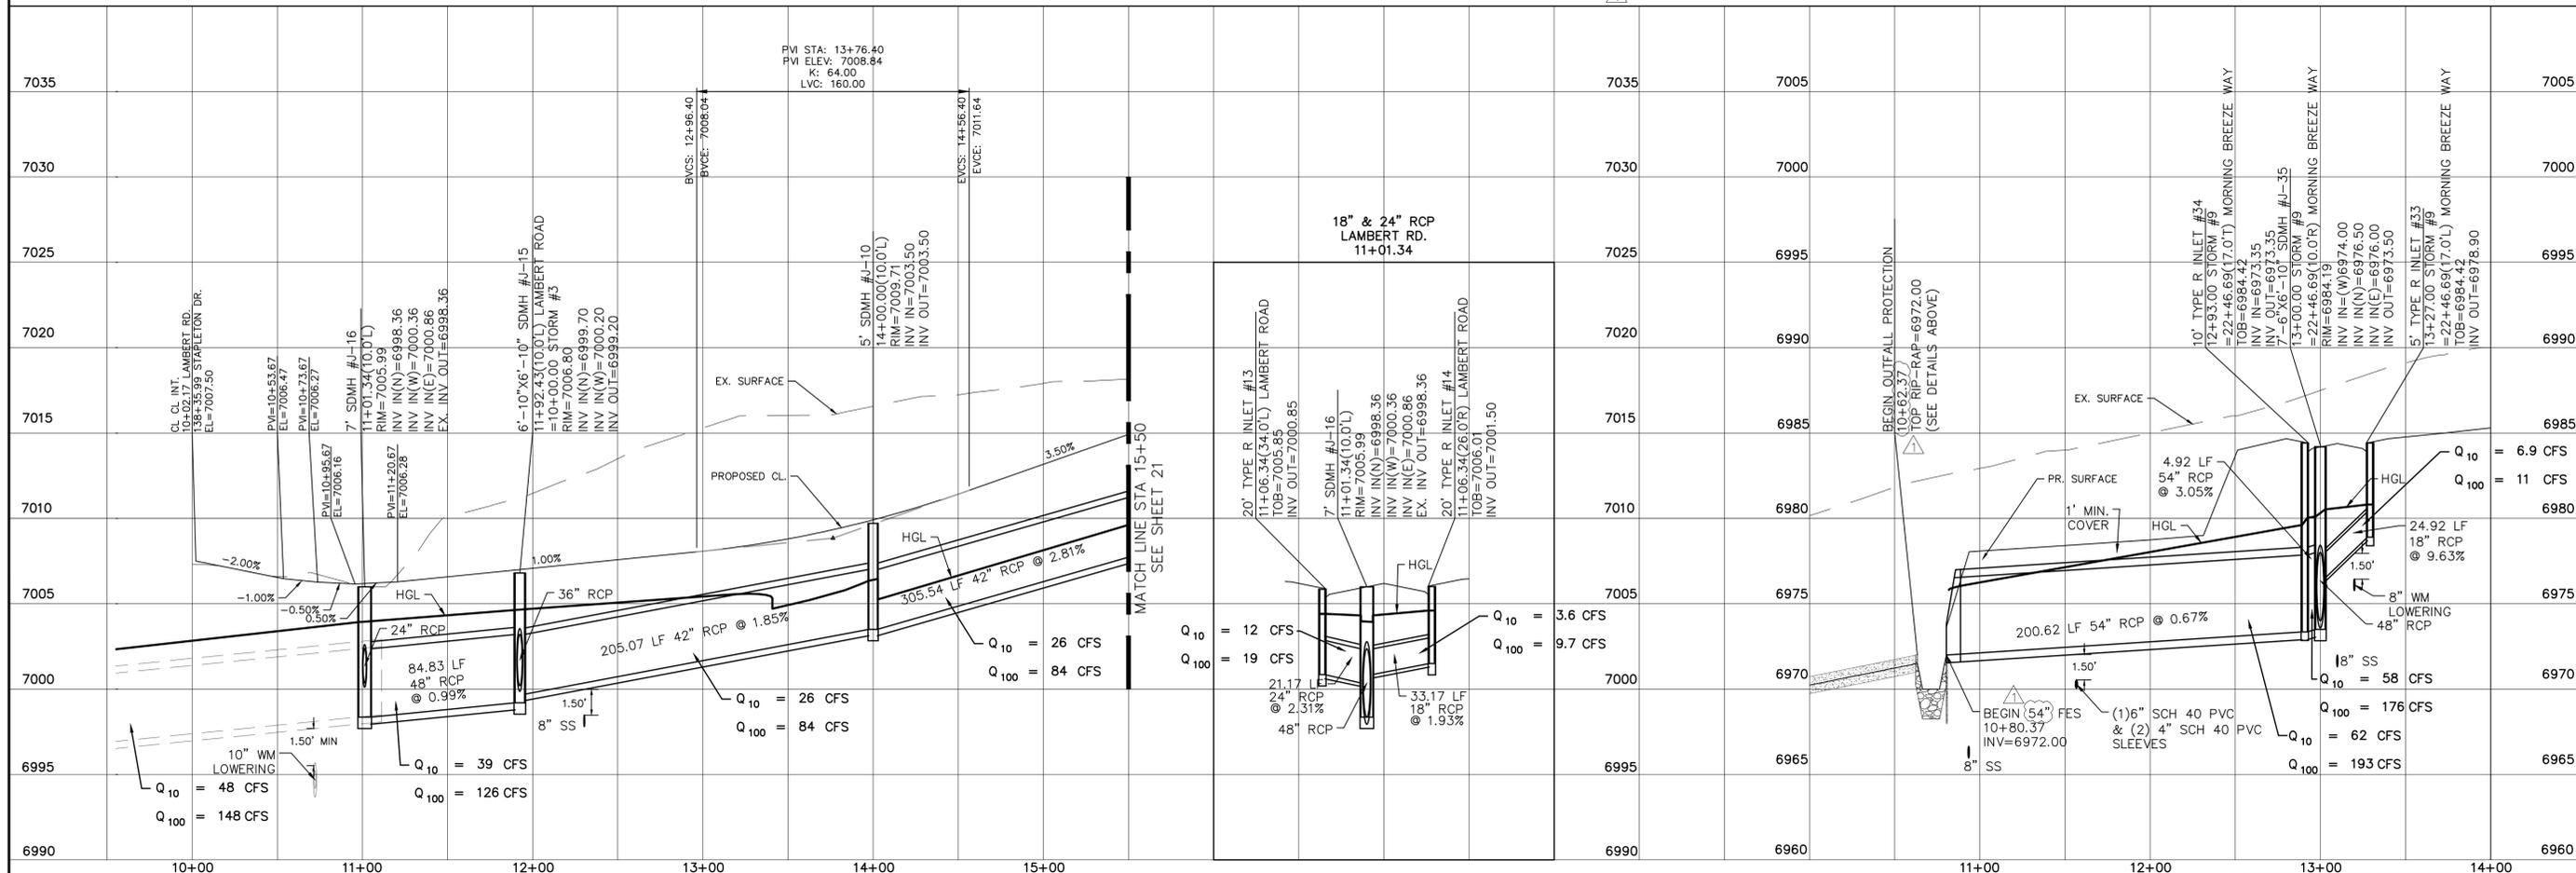 PVI STA: 13+76.40
PVI ELEV: 7008.84
K: 64.00
LVC: 160.00
BVCS: 12+96.40
BVCE: 7008.04
EVCS: 14+56.40
EVCE: 7011.64
7035
7030
7025
7020
7015
7010
7005
7000
6995
6990
CL CL INT.
10+02.17 LAMBERT RD.
138+35.99 STAPLETON DR.
EL=7007.50
PVI=10+53.67
EL=7006.47
PVI=10+73.67
EL=7006.27
PVI=10+95.67
EL=7006.16
7' SDMH #J-16
11+01.34(10.0'L)
RIM=7005.99
INV IN(N)=6998.36
INV IN(W)=7000.36
INV IN(E)=7000.86
EX. INV OUT=6998.36
PVI=11+20.67
EL=7006.28
6'-10"X6'-10" SDMH #J-15
11+92.43(10.0'L) LAMBERT ROAD
=10+00.00 STORM #3
RIM=7006.80
INV IN(N)=6999.70
INV IN(W)=7000.20
INV OUT=6999.20
5' SDMH #J-10
14+00.00(10.0'L)
RIM=7009.71
INV IN=7003.50
INV OUT=7003.50
EX. SURFACE
PROPOSED CL.
3.50%
-2.00%
-1.00%
-0.50%
0.50%
1.00%
HGL
HGL
24" RCP
36" RCP
84.83 LF
48" RCP
@ 0.99%
205.07 LF 42" RCP @ 1.85%
305.54 LF 42" RCP @ 2.81%
1.50'
8" SS
1.50' MIN
10" WM
LOWERING
Q10 = 48 CFS
Q100 = 148 CFS
Q10 = 39 CFS
Q100 = 126 CFS
Q10 = 26 CFS
Q100 = 84 CFS
Q10 = 26 CFS
Q100 = 84 CFS
MATCH LINE STA 15+50
SEE SHEET 21
10+00
11+00
12+00
13+00
14+00
15+00
18" & 24" RCP
LAMBERT RD.
11+01.34
20' TYPE R INLET #13
11+06.34(34.0'L) LAMBERT ROAD
TOB=7005.85
INV OUT=7000.85
7' SDMH #J-16
11+01.34(10.0'L)
RIM=7005.99
INV IN(N)=6998.36
INV IN(W)=7000.36
INV IN(E)=7000.86
EX. INV OUT=6998.36
20' TYPE R INLET #14
11+06.34(26.0'R) LAMBERT ROAD
TOB=7006.01
INV OUT=7001.50
HGL
Q10 = 12 CFS
Q100 = 19 CFS
Q10 = 3.6 CFS
Q100 = 9.7 CFS
21.17 LF
24" RCP
@ 2.31%
48" RCP
33.17 LF
18" RCP
@ 1.93%
7035
7030
7025
7020
7015
7010
7005
7000
6995
6990
7005
7000
6995
6990
6985
6980
6975
6970
6965
6960
BEGIN OUTFALL PROTECTION
10+62.37
TOP RIP-RAP=6972.00
(SEE DETAILS ABOVE)
1
10' TYPE R INLET #34
12+93.00 STORM #9
=22+46.69(17.0'T) MORNING BREEZE WAY
TOB=6984.42
INV IN=6973.35
INV OUT=6973.35
7'-6"X6'-10" SDMH #J-35
13+00.00 STORM #9
=22+46.69(10.0'R) MORNING BREEZE WAY
RIM=6984.19
INV IN=(W)6974.00
INV IN(N)=6976.50
INV IN(E)=6976.00
INV OUT=6973.50
5' TYPE R INLET #33
13+27.00 STORM #9
=22+46.69(17.0'L) MORNING BREEZE WAY
TOB=6984.42
INV OUT=6978.90
EX. SURFACE
PR. SURFACE
1' MIN.
COVER
HGL
4.92 LF
54" RCP
@ 3.05%
HGL
Q10 = 6.9 CFS
Q100 = 11 CFS
24.92 LF
18" RCP
@ 9.63%
1.50'
8" WM
LOWERING
48" RCP
200.62 LF 54" RCP @ 0.67%
1.50'
8" SS
Q10 = 58 CFS
Q100 = 176 CFS
Q10 = 62 CFS
Q100 = 193 CFS
1
BEGIN 54" FES
10+80.37
INV=6972.00
(1)6" SCH 40 PVC
& (2) 4" SCH 40 PVC
SLEEVES
8" SS
7005
7000
6995
6990
6985
6980
6975
6970
6965
6960
11+00
12+00
13+00
14+00